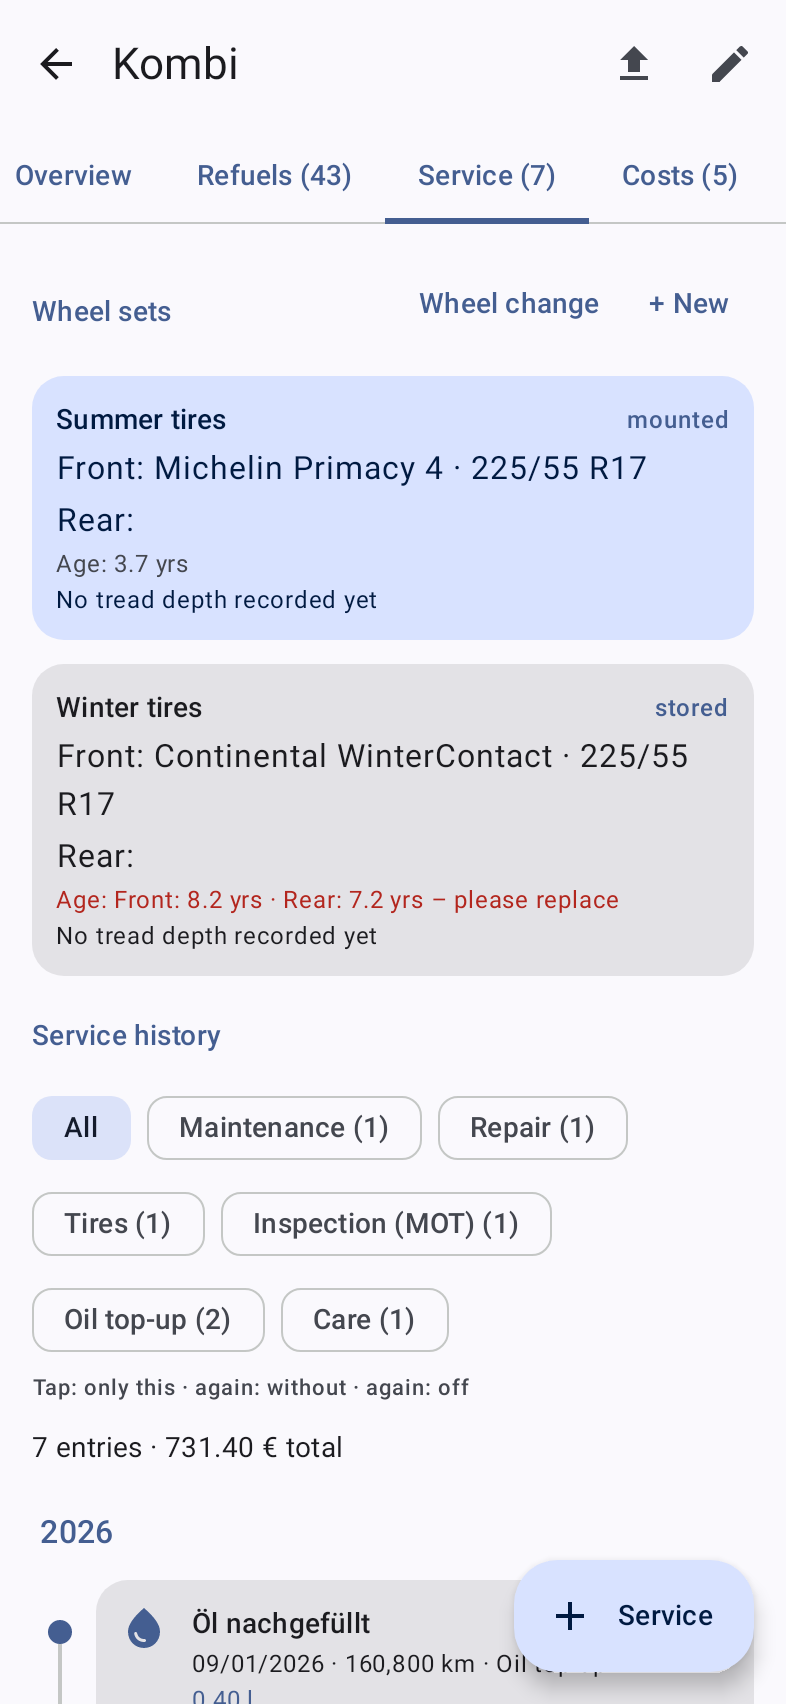 Kombi
Overview
Refuels (43)
Service (7)
Costs (5)
Wheel sets
Wheel change
+ New
Summer tires
mounted
Front: Michelin Primacy 4 · 225/55 R17
Rear:
Age: 3.7 yrs
No tread depth recorded yet
Winter tires
stored
Front: Continental WinterContact · 225/55
R17
Rear:
Age: Front: 8.2 yrs · Rear: 7.2 yrs – please replace
No tread depth recorded yet
Service history
All
Maintenance (1)
Repair (1)
Tires (1)
Inspection (MOT) (1)
Oil top-up (2)
Care (1)
Tap: only this · again: without · again: off
7 entries · 731.40 € total
2026
Öl nachgefüllt
09/01/2026 · 160,800 km · Oil
0.40 l
Service